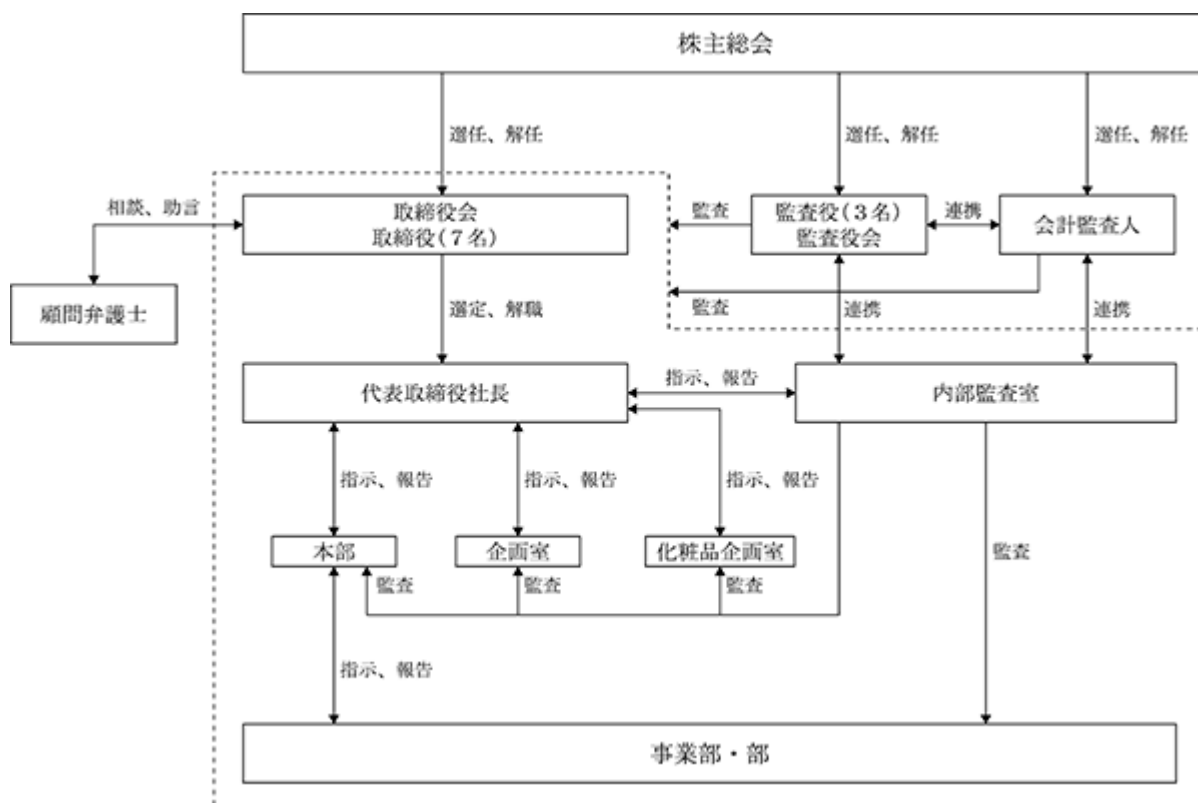 株主総会
選任、解任
選任、解任
選任、解任
相談、助言
取締役会
取締役(7名)
監査
監査役(3名)
監査役会
連携
会計監査人
顧問弁護士
選定、解職
監査
連携
連携
代表取締役社長
指示、報告
内部監査室
指示、報告
指示、報告
指示、報告
本部
企画室
化粧品企画室
監査
監査
監査
監査
指示、報告
事業部・部